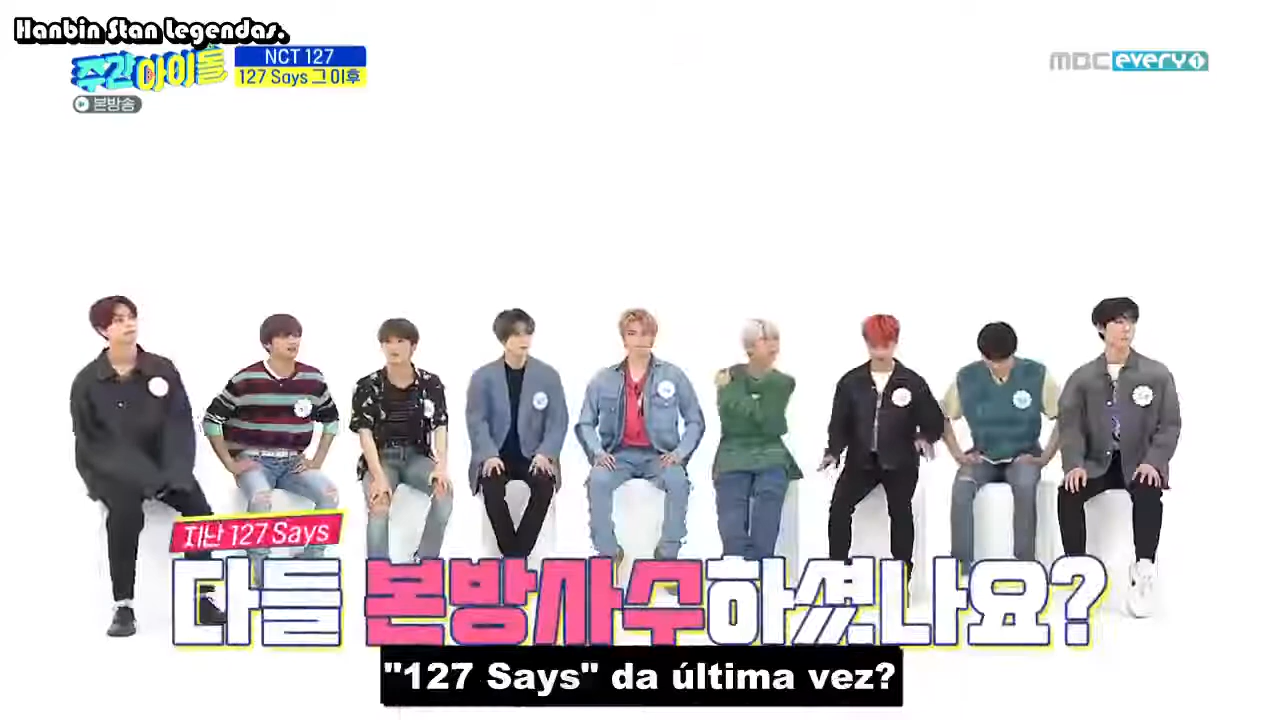 Hanbin Stan Legendas.
주간아이돌
NCT 127
127 Says 그 이후
본방송
MBC every1
지난 127 Says
다들 본방사수하셨나요?
"127 Says" da última vez?